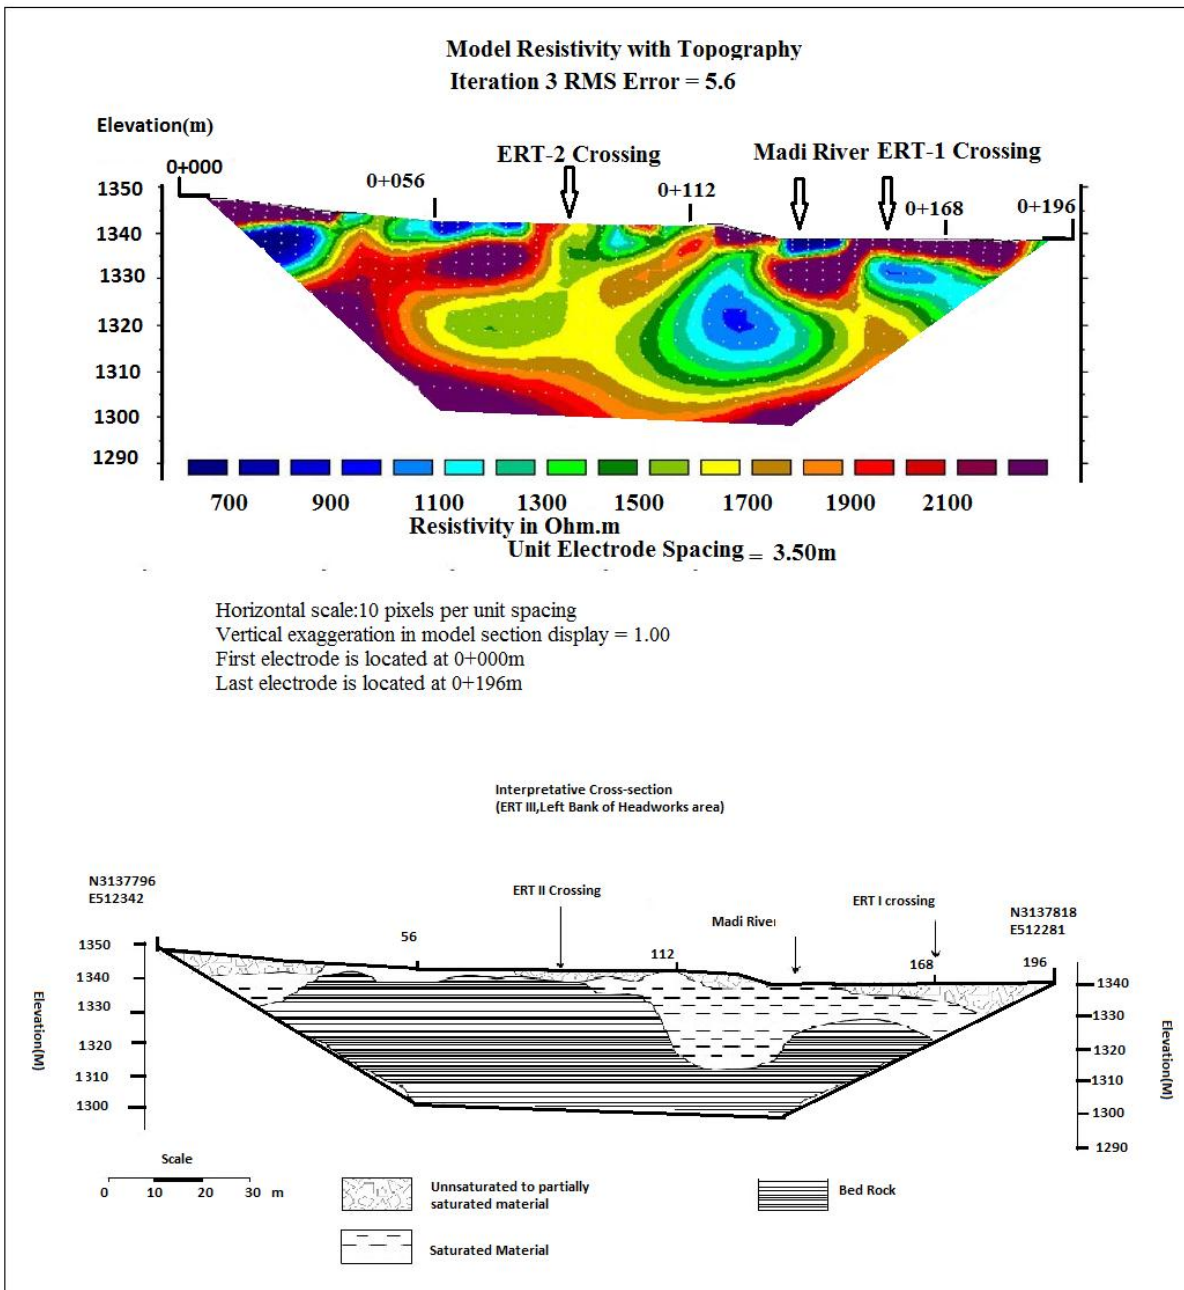 Model Resistivity with Topography
Iteration 3 RMS Error = 5.6
Elevation(m)
ERT-2 Crossing
Madi River ERT-1 Crossing
0+000
0+056
0+112
0+168
0+196
1350
1340
1330
1320
1310
1300
1290
700 900 1100 1300 1500 1700 1900 2100
Resistivity in Ohm.m
Unit Electrode Spacing = 3.50m
Horizontal scale:10 pixels per unit spacing
Vertical exaggeration in model section display = 1.00
First electrode is located at 0+000m
Last electrode is located at 0+196m
Interpretative Cross-section
(ERT III,Left Bank of Headworks area)
N3137796
E512342
ERT II Crossing
Madi River
ERT I crossing
N3137818
E512281
56
112
168
196
1350
1340
1330
1320
1310
1300
Elevation(M)
1340
1330
1320
1310
1300
1290
Elevation(M)
Scale
0 10 20 30 m
Unnsaturated to partially
saturated material
Bed Rock
Saturated Material